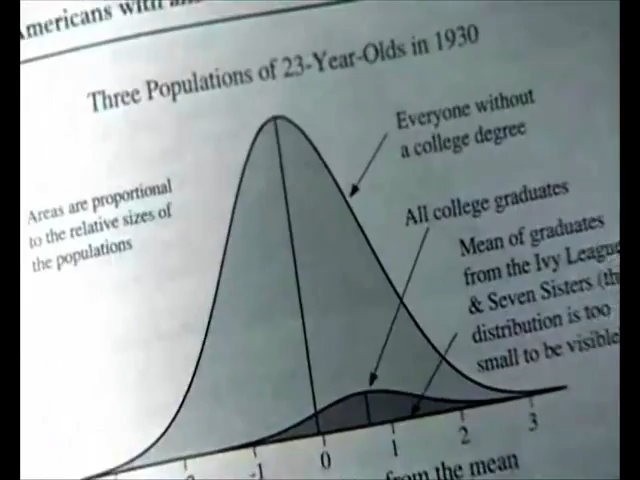 Americans with
Three Populations of 23-Year-Olds in 1930
Everyone without
a college degree
Areas are proportional
to the relative sizes of
the populations
All college graduates
Mean of graduates
from the Ivy League
& Seven Sisters (the
distribution is too
small to be visible
-1 0 1 2 3
from the mean